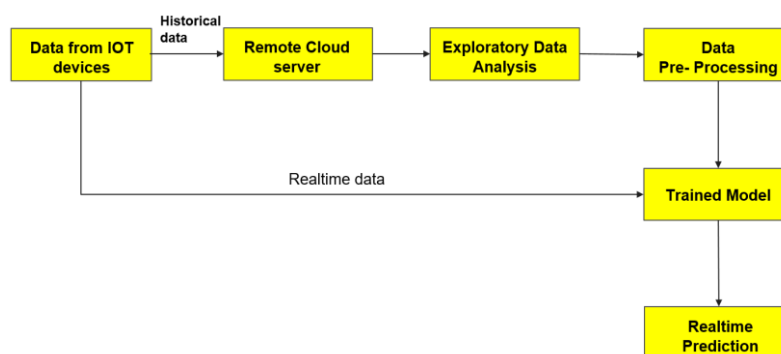 Historical
data
Data from IOT
devices
Remote Cloud
server
Exploratory Data
Analysis
Data
Pre- Processing
Realtime data
Trained Model
Realtime
Prediction